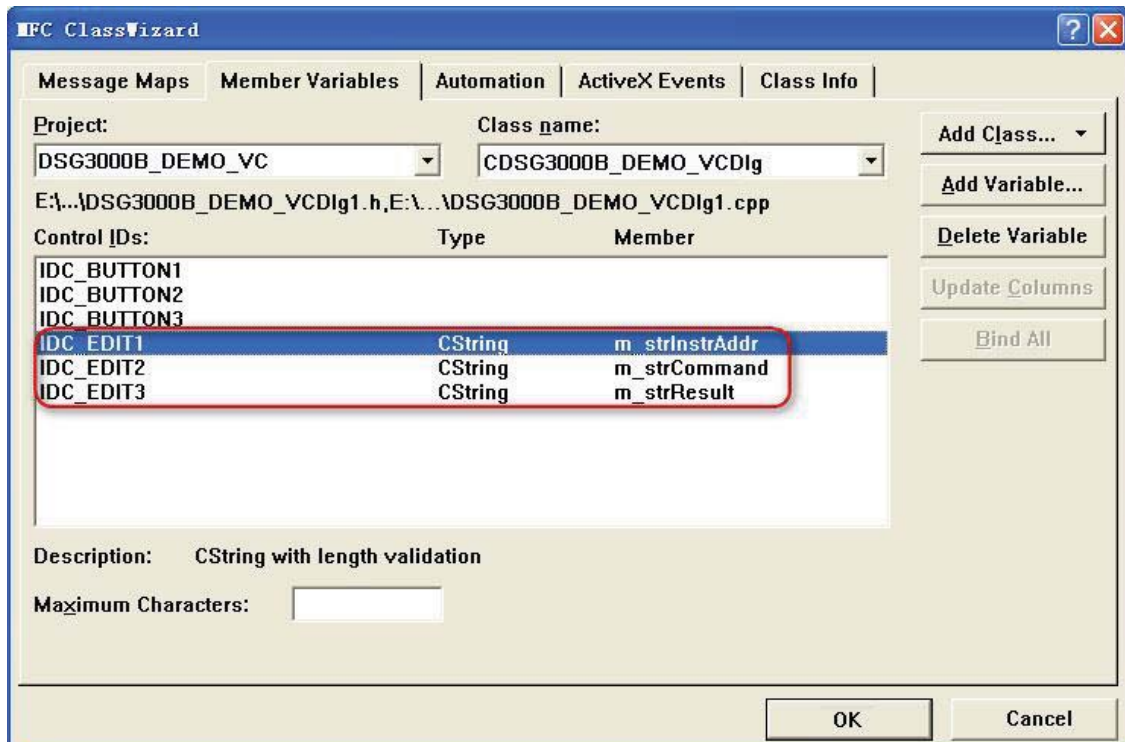 MFC ClassWizard
Message Maps Member Variables Automation ActiveX Events Class Info
Project: Class name:
DSG3000B_DEMO_VC CDSG3000B_DEMO_VCDlg
Add Class...
Add Variable...
E:\...\DSG3000B_DEMO_VCDlg1.h,E:\...\DSG3000B_DEMO_VCDlg1.cpp
Control IDs: Type Member
Delete Variable
IDC_BUTTON1
IDC_BUTTON2
Update Columns
IDC_BUTTON3
IDC_EDIT1 CString m_strInstrAddr
Bind All
IDC_EDIT2 CString m_strCommand
IDC_EDIT3 CString m_strResult
Description: CString with length validation
Maximum Characters:
OK Cancel